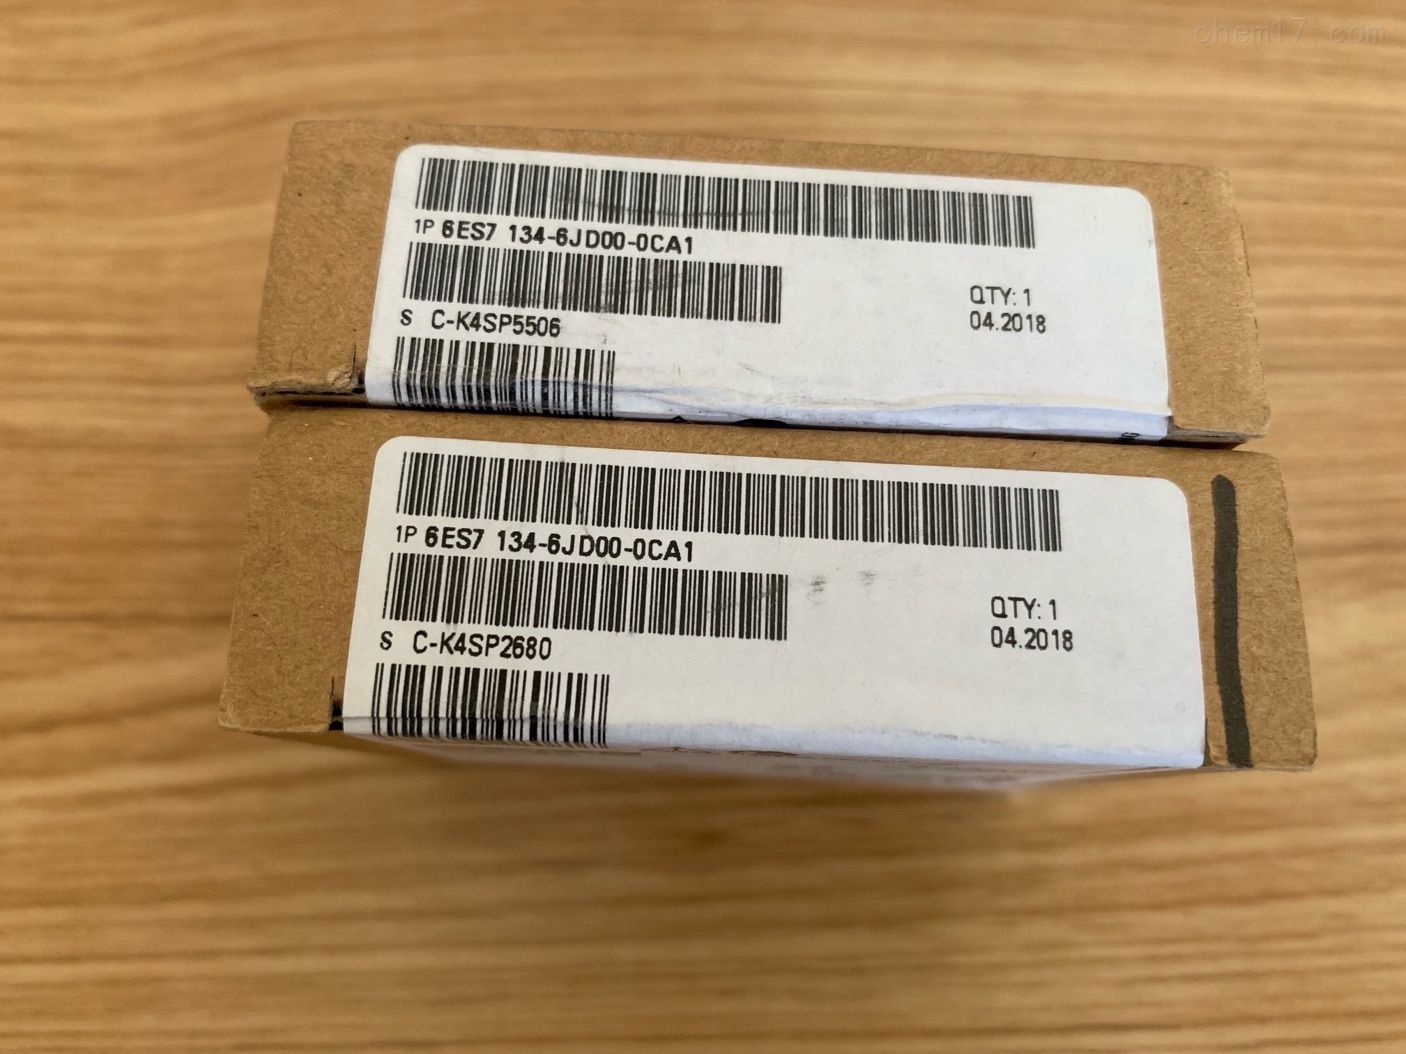 chem17.com
1P 6ES7 134-6JD00-0CA1
S C-K4SP5506
QTY: 1
04.2018
1P 6ES7 134-6JD00-0CA1
S C-K4SP2680
QTY: 1
04.2018